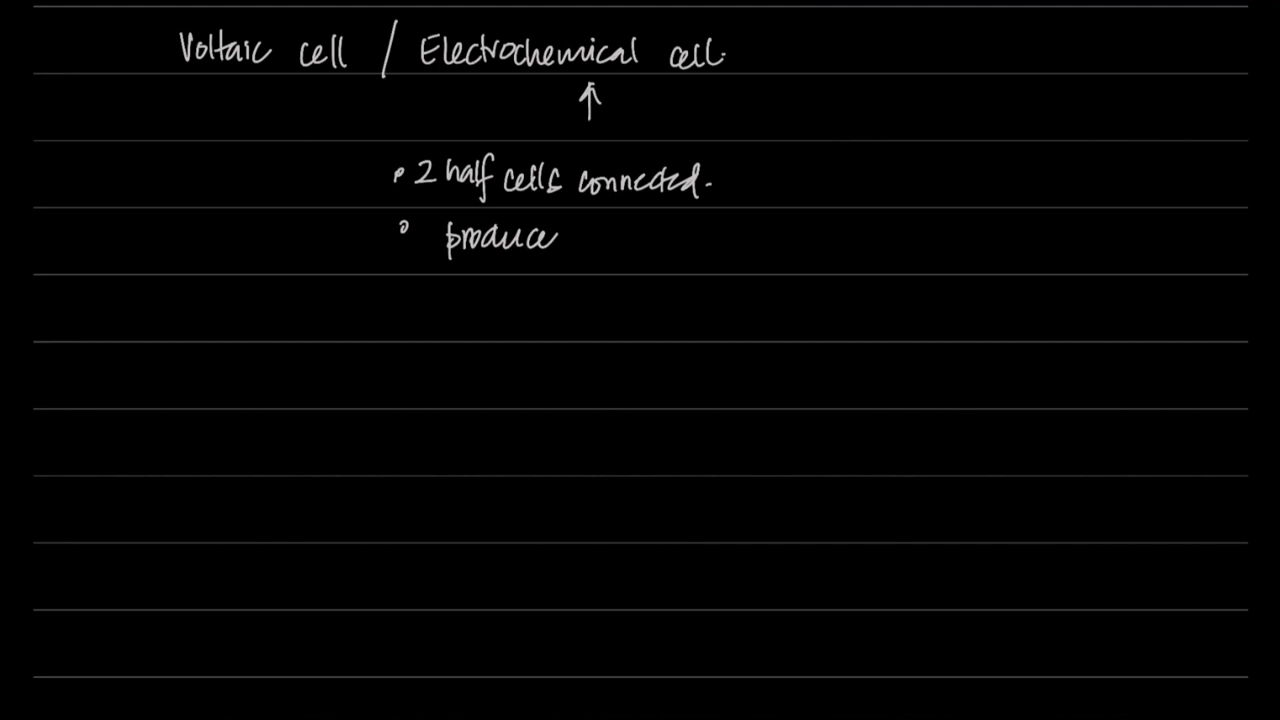 Voltaic cell / Electrochemical cell.
↑
• 2 half cells connected.
• produce